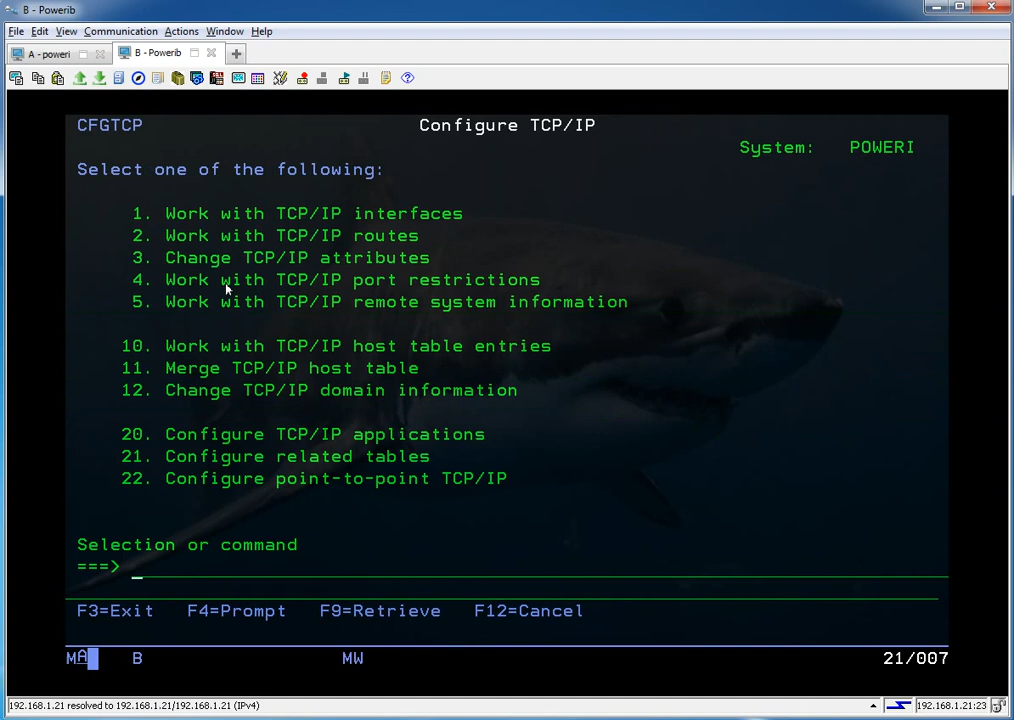 B - Powerib
File Edit View Communication Actions Window Help
A - poweri B - Powerib
CFGTCP Configure TCP/IP
System: POWERI
Select one of the following:
1. Work with TCP/IP interfaces
2. Work with TCP/IP routes
3. Change TCP/IP attributes
4. Work with TCP/IP port restrictions
5. Work with TCP/IP remote system information
10. Work with TCP/IP host table entries
11. Merge TCP/IP host table
12. Change TCP/IP domain information
20. Configure TCP/IP applications
21. Configure related tables
22. Configure point-to-point TCP/IP
Selection or command
===>
F3=Exit F4=Prompt F9=Retrieve F12=Cancel
MA B MW 21/007
192.168.1.21 resolved to 192.168.1.21/192.168.1.21 (IPv4) 192.168.1.21:23